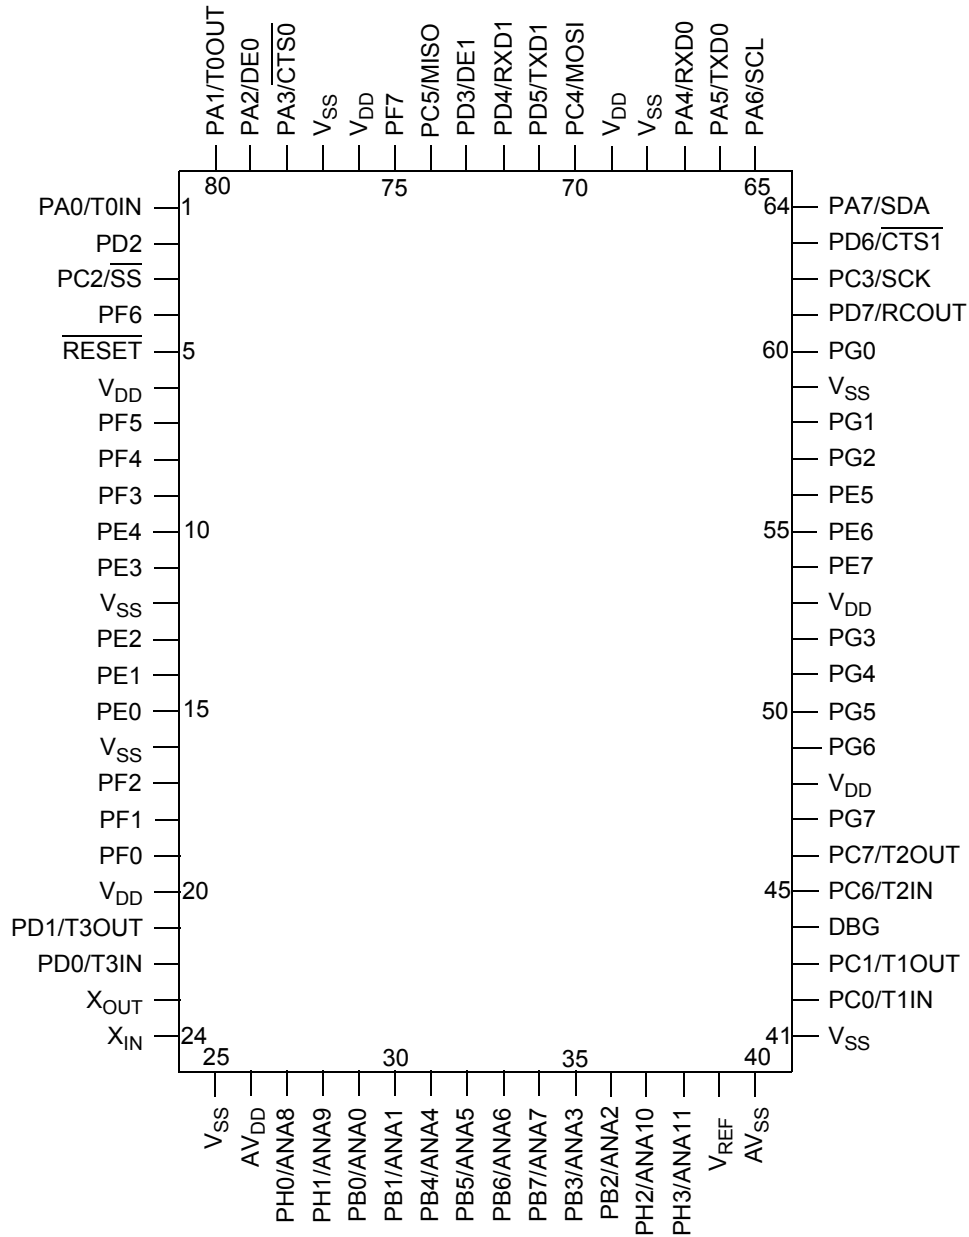 PA1/T0OUT
PA2/DE0
PA3/CTS0
VSS
VDD
PF7
PC5/MISO
PD3/DE1
PD4/RXD1
PD5/TXD1
PC4/MOSI
VDD
VSS
PA4/RXD0
PA5/TXD0
PA6/SCL
80
75
70
65
PA0/T0IN 1
PD2
PC2/SS
PF6
RESET 5
VDD
PF5
PF4
PF3
PE4 10
PE3
VSS
PE2
PE1
PE0 15
VSS
PF2
PF1
PF0
VDD 20
PD1/T3OUT
PD0/T3IN
XOUT
XIN 24
64 PA7/SDA
PD6/CTS1
PC3/SCK
PD7/RCOUT
60 PG0
VSS
PG1
PG2
PE5
55 PE6
PE7
VDD
PG3
PG4
50 PG5
PG6
VDD
PG7
PC7/T2OUT
45 PC6/T2IN
DBG
PC1/T1OUT
PC0/T1IN
41 VSS
25
30
35
40
VSS
AVDD
PH0/ANA8
PH1/ANA9
PB0/ANA0
PB1/ANA1
PB4/ANA4
PB5/ANA5
PB6/ANA6
PB7/ANA7
PB3/ANA3
PB2/ANA2
PH2/ANA10
PH3/ANA11
VREF
AVSS